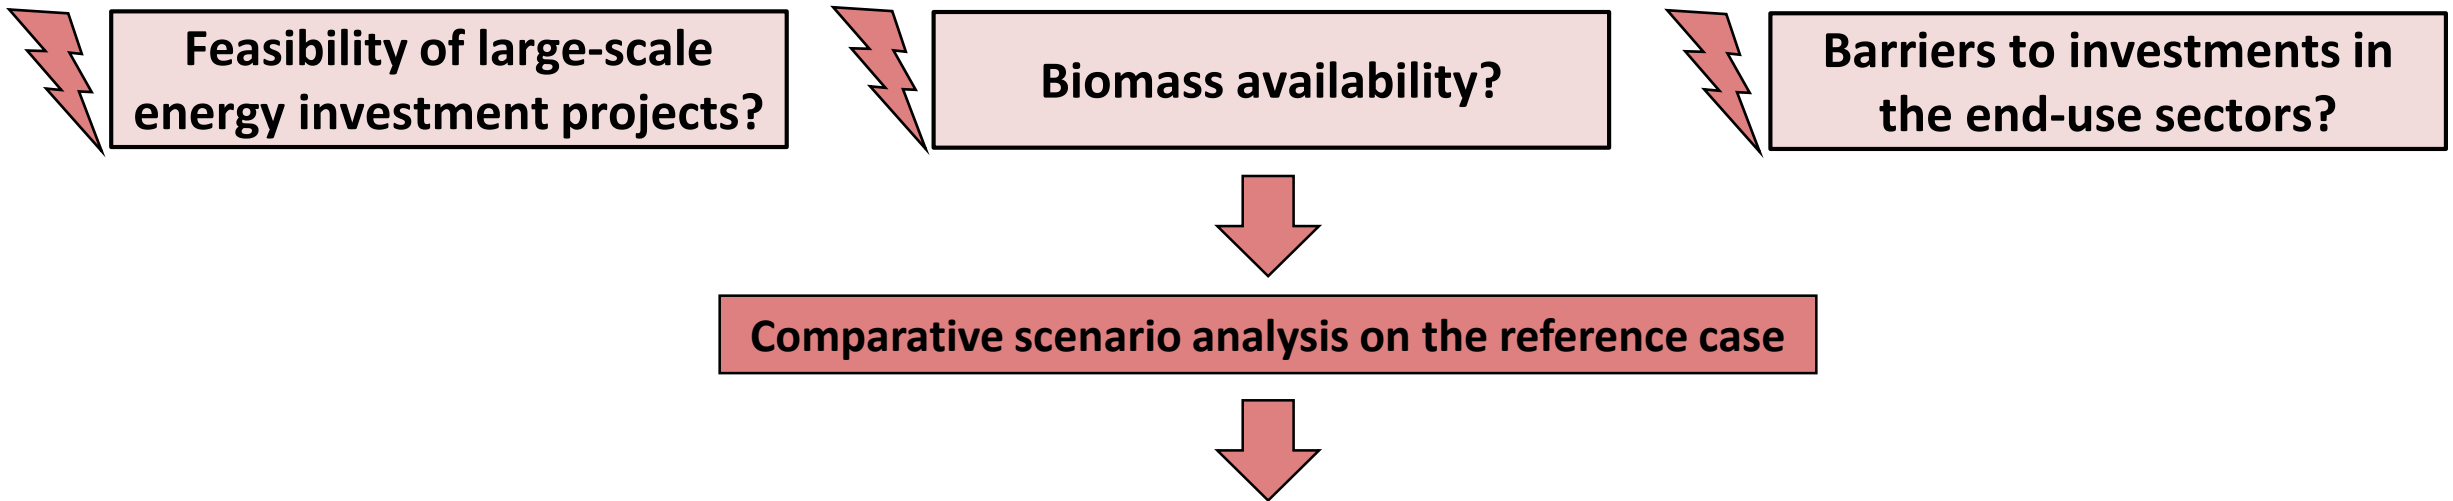 Feasibility of large-scale
energy investment projects?
Biomass availability?
Barriers to investments in
the end-use sectors?
Comparative scenario analysis on the reference case